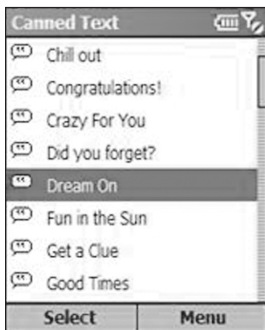 Canned Text
Chill out
Congratulations!
Crazy For You
Did you forget?
Dream On
Fun in the Sun
Get a Clue
Good Times
Select Menu